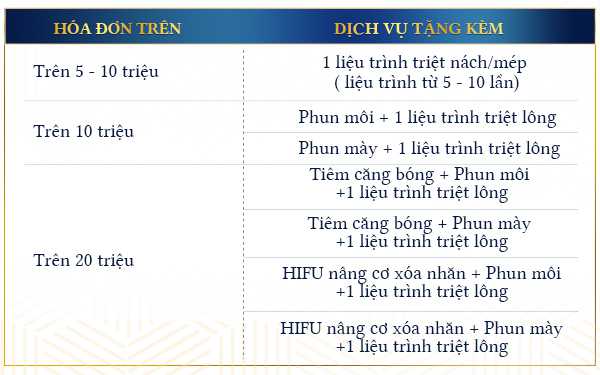 HÓA ĐƠN TRÊN
DỊCH VỤ TẶNG KÈM
Trên 5 - 10 triệu
1 liệu trình triệt nách/mép
( liệu trình từ 5 - 10 lần)
Trên 10 triệu
Phun môi + 1 liệu trình triệt lông
Phun mày + 1 liệu trình triệt lông
Trên 20 triệu
Tiêm căng bóng + Phun môi
+1 liệu trình triệt lông
Tiêm căng bóng + Phun mày
+1 liệu trình triệt lông
HIFU nâng cơ xóa nhăn + Phun môi
+1 liệu trình triệt lông
HIFU nâng cơ xóa nhăn + Phun mày
+1 liệu trình triệt lông